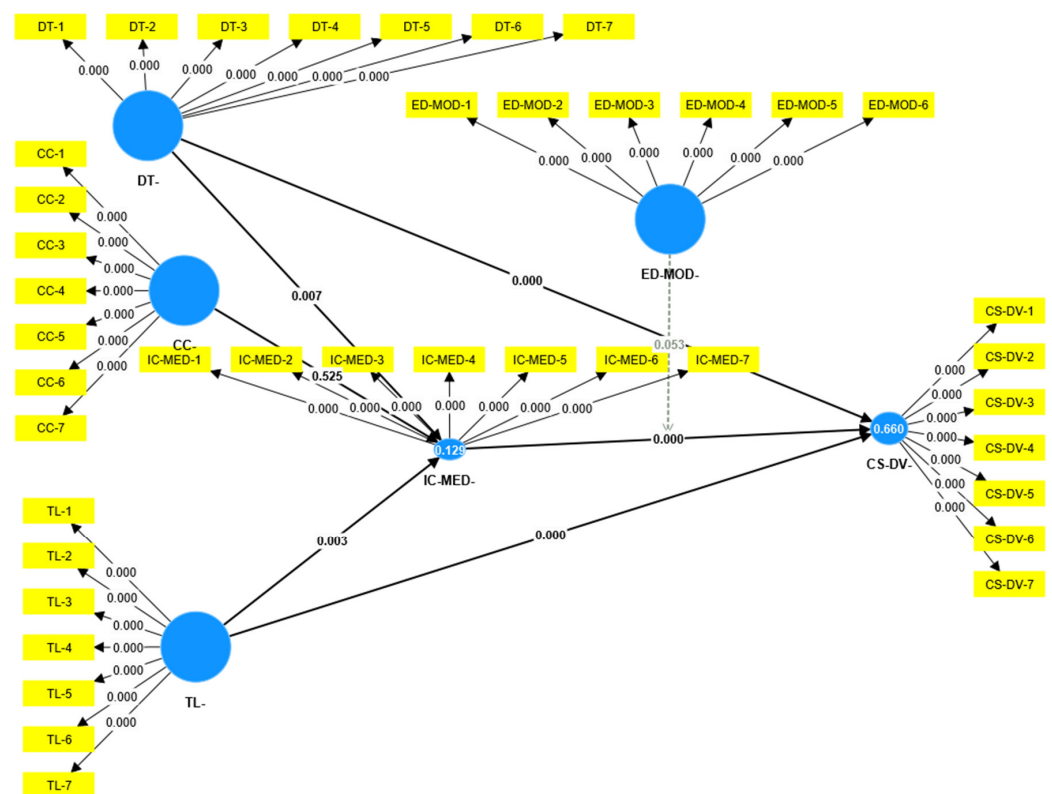 DT-1 DT-2 DT-3 DT-4 DT-5 DT-6 DT-7
0.000 0.000 0.000 0.000 0.000 0.000 0.000
DT-
ED-MOD-1 ED-MOD-2 ED-MOD-3 ED-MOD-4 ED-MOD-5 ED-MOD-6
0.000 0.000 0.000 0.000 0.000 0.000
ED-MOD-
CC-1
CC-2
CC-3
CC-4
CC-5
CC-6
CC-7
0.000
0.000
0.000
0.000
0.000
0.000
0.000
CC-
0.000
0.007
0.053
0.525
IC-MED-1 IC-MED-2 IC-MED-3 IC-MED-4 IC-MED-5 IC-MED-6 IC-MED-7
0.000 0.000 0.000 0.000 0.000 0.000 0.000
0.129
IC-MED-
0.000
0.660
CS-DV-
CS-DV-1
CS-DV-2
CS-DV-3
CS-DV-4
CS-DV-5
CS-DV-6
CS-DV-7
0.000
0.000
0.000
0.000
0.000
0.000
0.000
0.003
0.000
TL-1
TL-2
TL-3
TL-4
TL-5
TL-6
TL-7
0.000
0.000
0.000
0.000
0.000
0.000
0.000
TL-